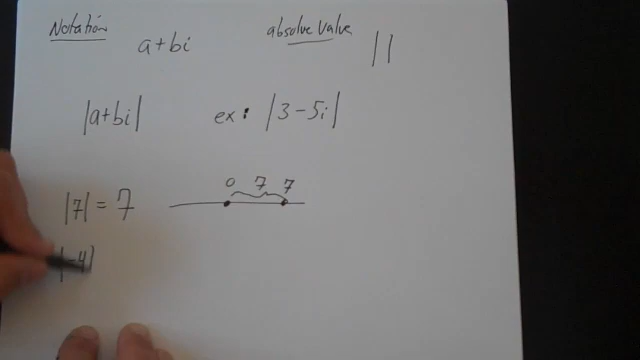 Notation
a+bi
absolute value | |
|a+bi|
ex: |3-5i|
0 7 7
|7| = 7
|-4|